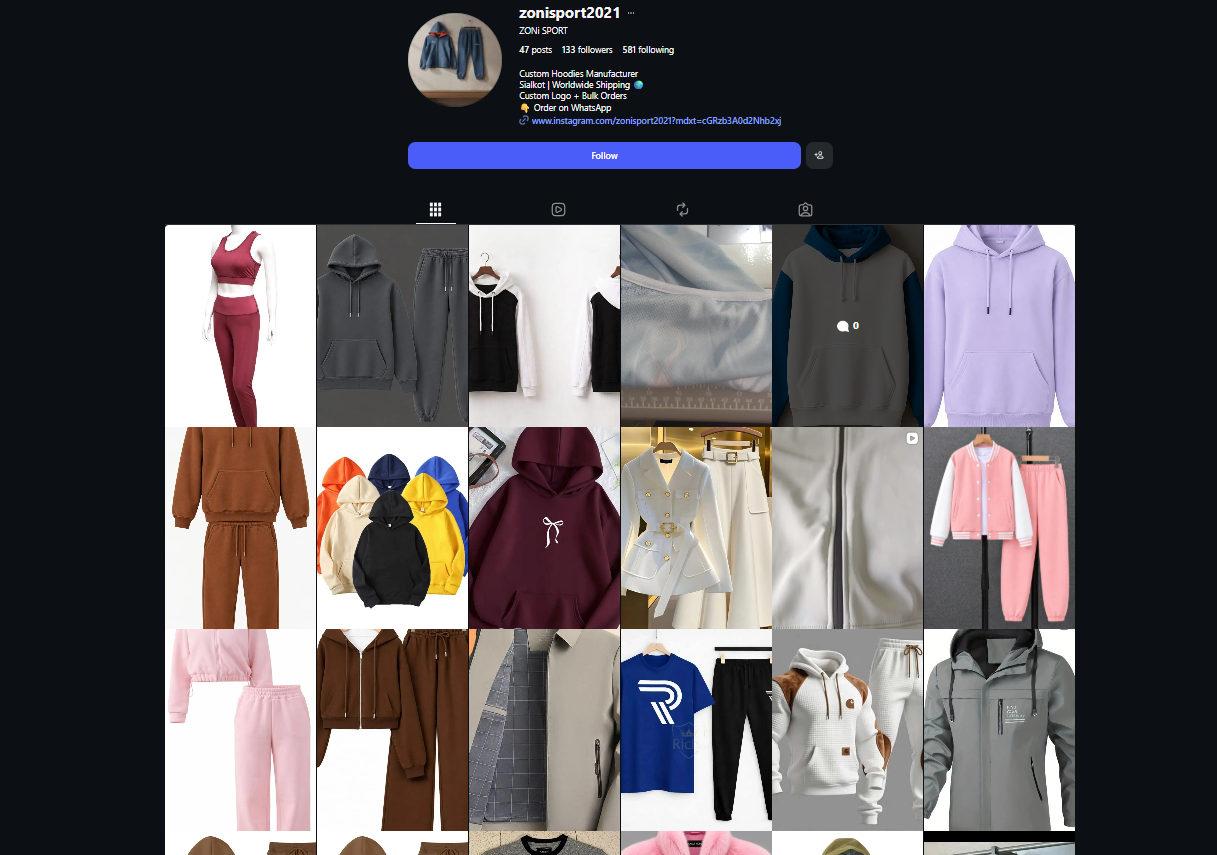 zonisport2021 ···
ZONi SPORT
47 posts 133 followers 581 following
Custom Hoodies Manufacturer
Sialkot | Worldwide Shipping 🌍
Custom Logo + Bulk Orders
👇 Order on WhatsApp
www.instagram.com/zonisport2021?mdxt=cGRzb3A0d2Nhb2xj
Follow
0